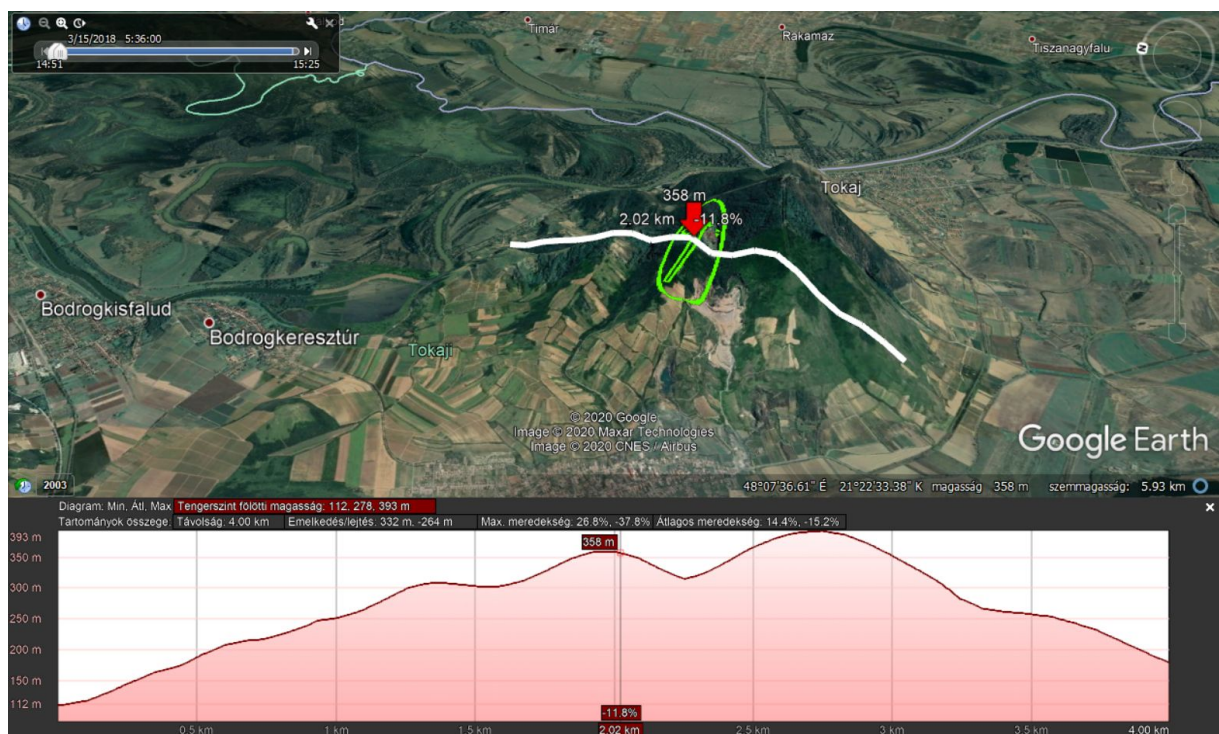 3/15/2018 5:36:00
14:51
15:25
Timár
Rakamaz
Tiszanagyfalu
Tokaj
358 m
2.02 km
-11.8%
Bodrogkisfalud
Bodrogkeresztúr
Tokaji
© 2020 Google
Image © 2020 Maxar Technologies
Image © 2020 CNES / Airbus
Google Earth
2003
48°07'36.61" É 21°22'33.38" K magasság 358 m szemmagasság: 5.93 km
Diagram: Min. Átl. Max. Tengerszint fölötti magasság: 112, 278, 393 m
Tartományok összege. Távolság: 4.00 km Emelkedés/lejtés: 332 m. -264 m Max. meredekség: 26.8%, -37.8% Átlagos meredekség: 14.4%, -15.2%
393 m
358 m
350 m
300 m
250 m
200 m
150 m
112 m
-11.8%
0.5 km 1 km 1.5 km 2.02 km 2.5 km 3 km 3.5 km 4.00 km